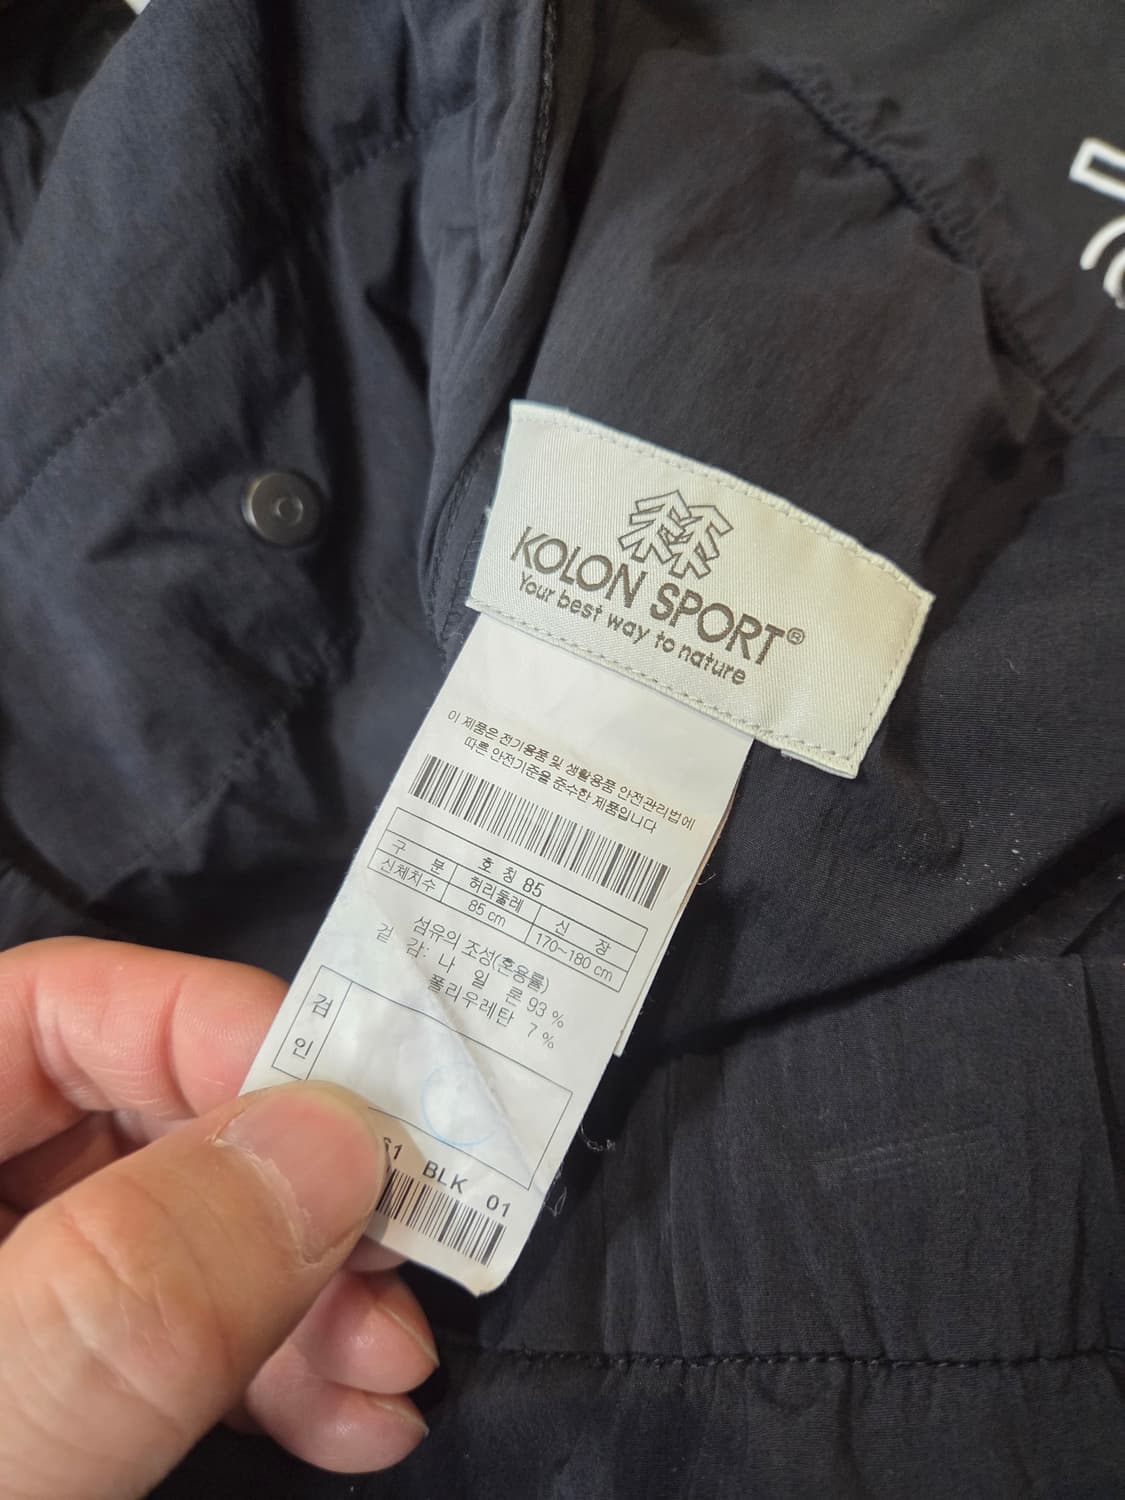 KOLON SPORT®
Your best way to nature
이 제품은 전기용품 및 생활용품 안전관리법에
따른 안전기준을 준수한 제품입니다
구 분 호 칭 85
신체치수 허리둘레 신 장
85 cm 170~180 cm
섬유의 조성(혼용률)
겉 감: 나 일 론 93 %
폴리우레탄 7 %
검
인
BLK 01